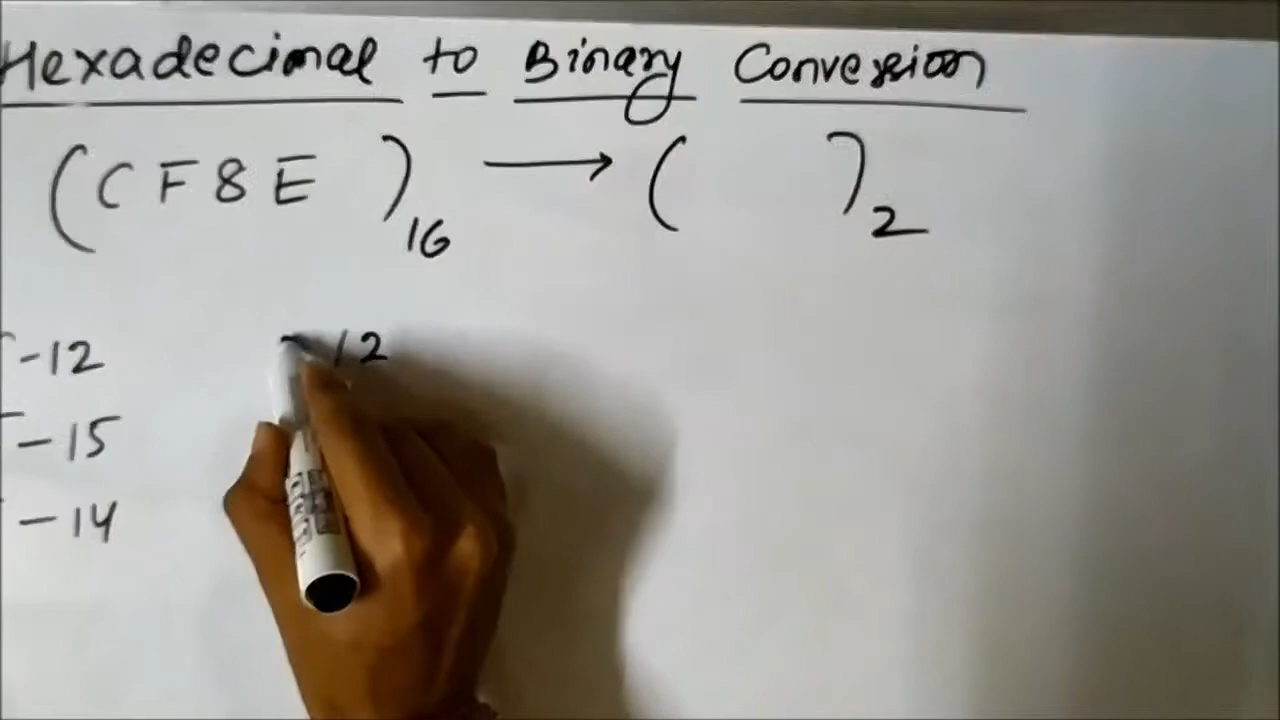 Hexadecimal to Binary Conversion
(CF8E)16 → ( )2
-12 12
-15
-14